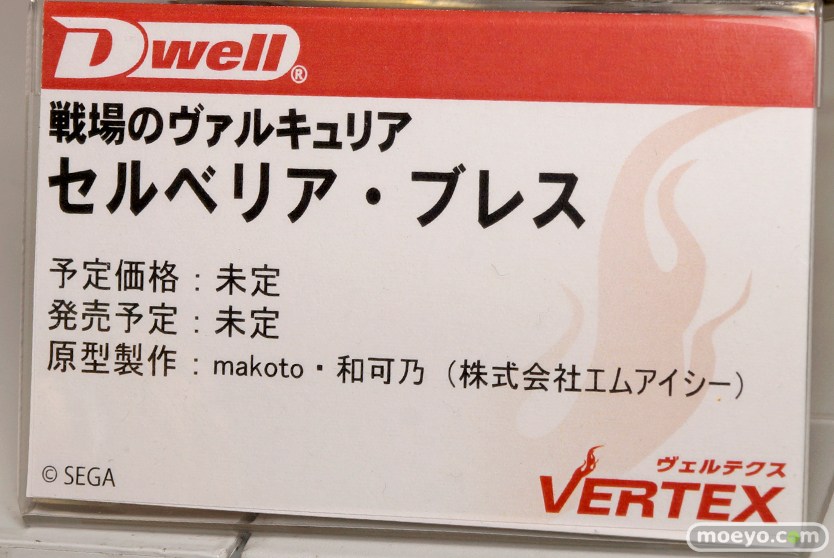 Dwell®
戦場のヴァルキュリア
セルベリア・ブレス
予定価格：未定
発売予定：未定
原型製作：makoto・和可乃（株式会社エムアイシー）
© SEGA
ヴェルテクス
VERTEX
moeyo.com